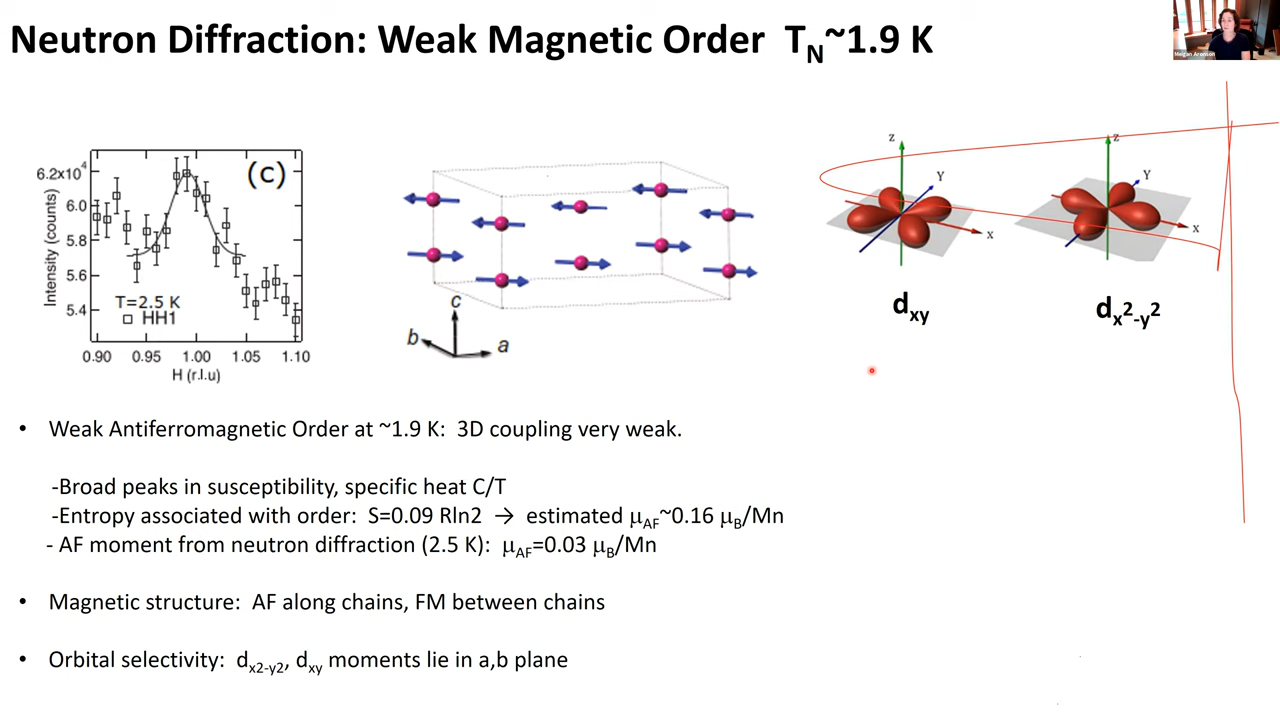 Neutron Diffraction: Weak Magnetic Order T_N~1.9 K
Megan Aronson
6.2x10⁴
6.0
5.8
5.6
5.4
Intensity (counts)
(c)
T=2.5 K
HH1
0.90 0.95 1.00 1.05 1.10
H (r.l.u)
c
b
a
z
Y
x
d_xy
z
Y
x
d_x²-y²
• Weak Antiferromagnetic Order at ~1.9 K: 3D coupling very weak.
-Broad peaks in susceptibility, specific heat C/T
-Entropy associated with order: S=0.09 Rln2 → estimated μ_AF~0.16 μ_B/Mn
- AF moment from neutron diffraction (2.5 K): μ_AF=0.03 μ_B/Mn
• Magnetic structure: AF along chains, FM between chains
• Orbital selectivity: d_x2-y2, d_xy moments lie in a,b plane